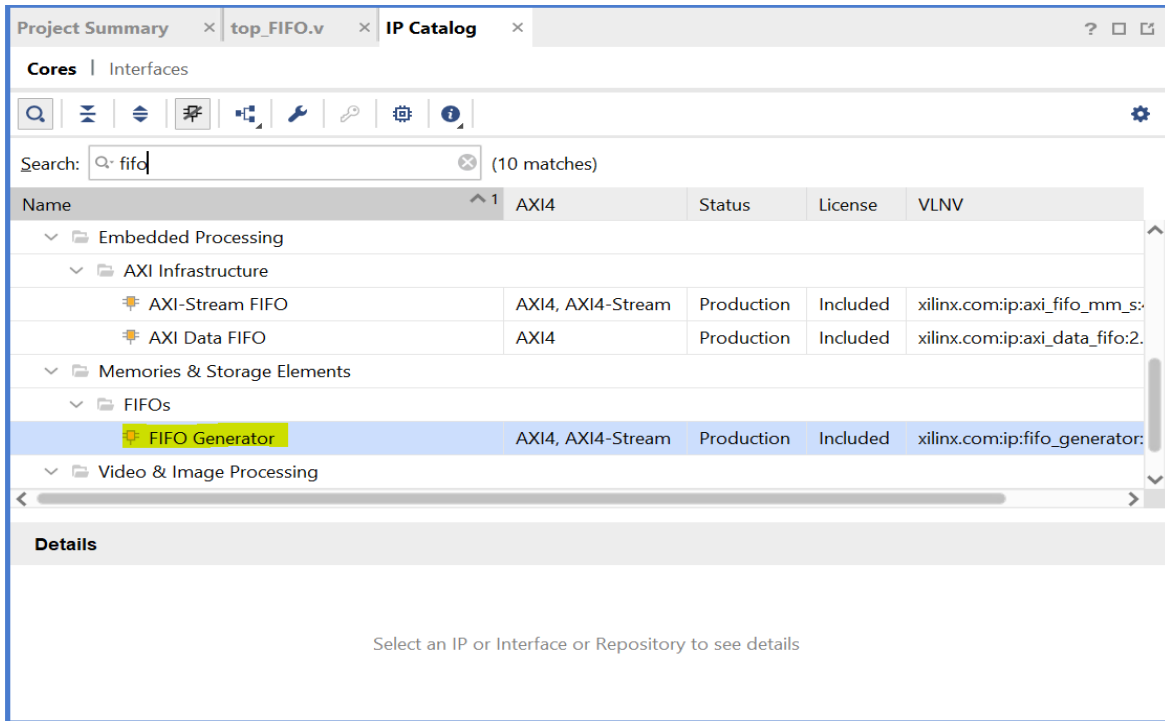 Project Summary × top_FIFO.v × IP Catalog × ?
Cores | Interfaces
Search: fifo (10 matches)
Name 1 AXI4 Status License VLNV
Embedded Processing
AXI Infrastructure
AXI-Stream FIFO AXI4, AXI4-Stream Production Included xilinx.com:ip:axi_fifo_mm_s:
AXI Data FIFO AXI4 Production Included xilinx.com:ip:axi_data_fifo:2.
Memories & Storage Elements
FIFOs
FIFO Generator AXI4, AXI4-Stream Production Included xilinx.com:ip:fifo_generator:
Video & Image Processing
Details
Select an IP or Interface or Repository to see details